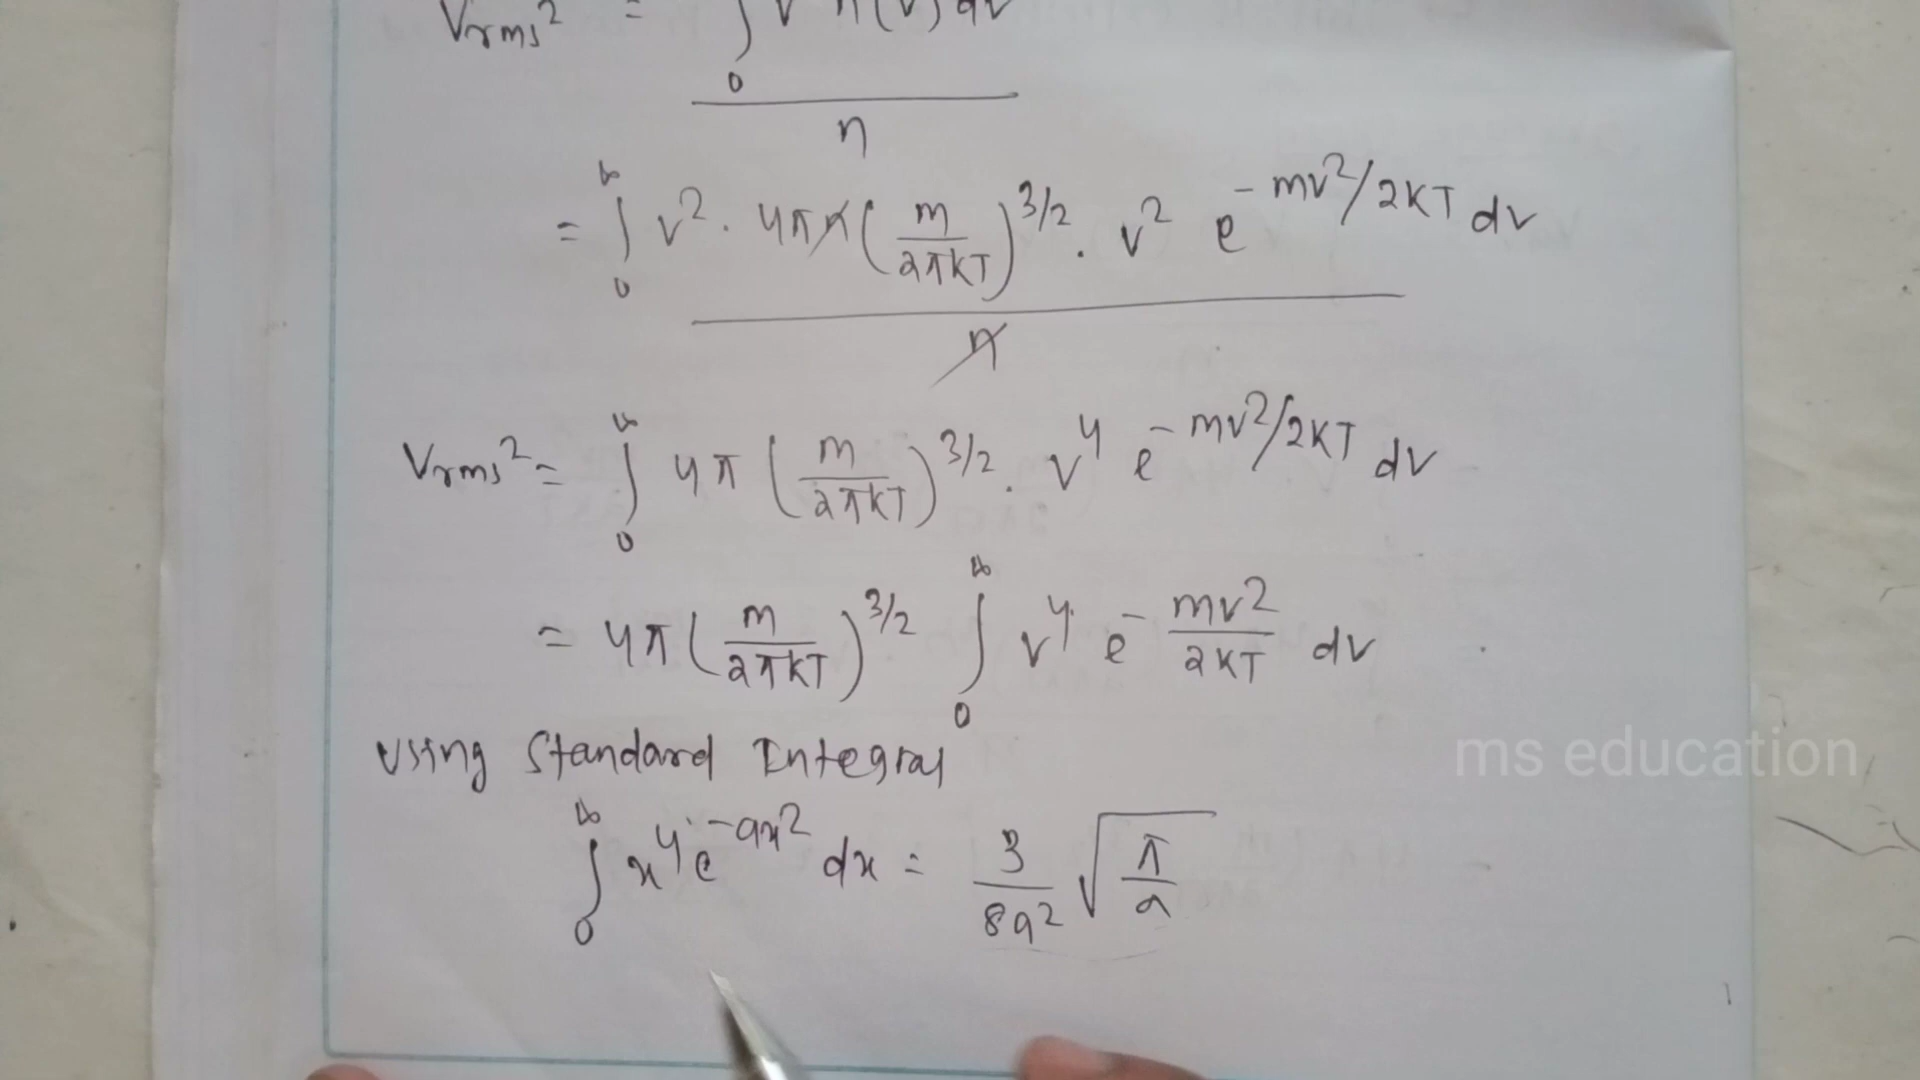 Vrms² = ∫₀ v² n(v) dv
n
= ∫₀^∞ v² · 4πn (m/2πkT)^3/2 · v² e^-mv²/2KT dv
n
Vrms² = ∫₀^∞ 4π (m/2πkT)^3/2 · v⁴ e^-mv²/2KT dv
= 4π (m/2πkT)^3/2 ∫₀^∞ v⁴ e^-mv²/2KT dv
using Standard Integral
∫₀^∞ x⁴ e^-ax² dx = 3/8a² √π/a
ms education